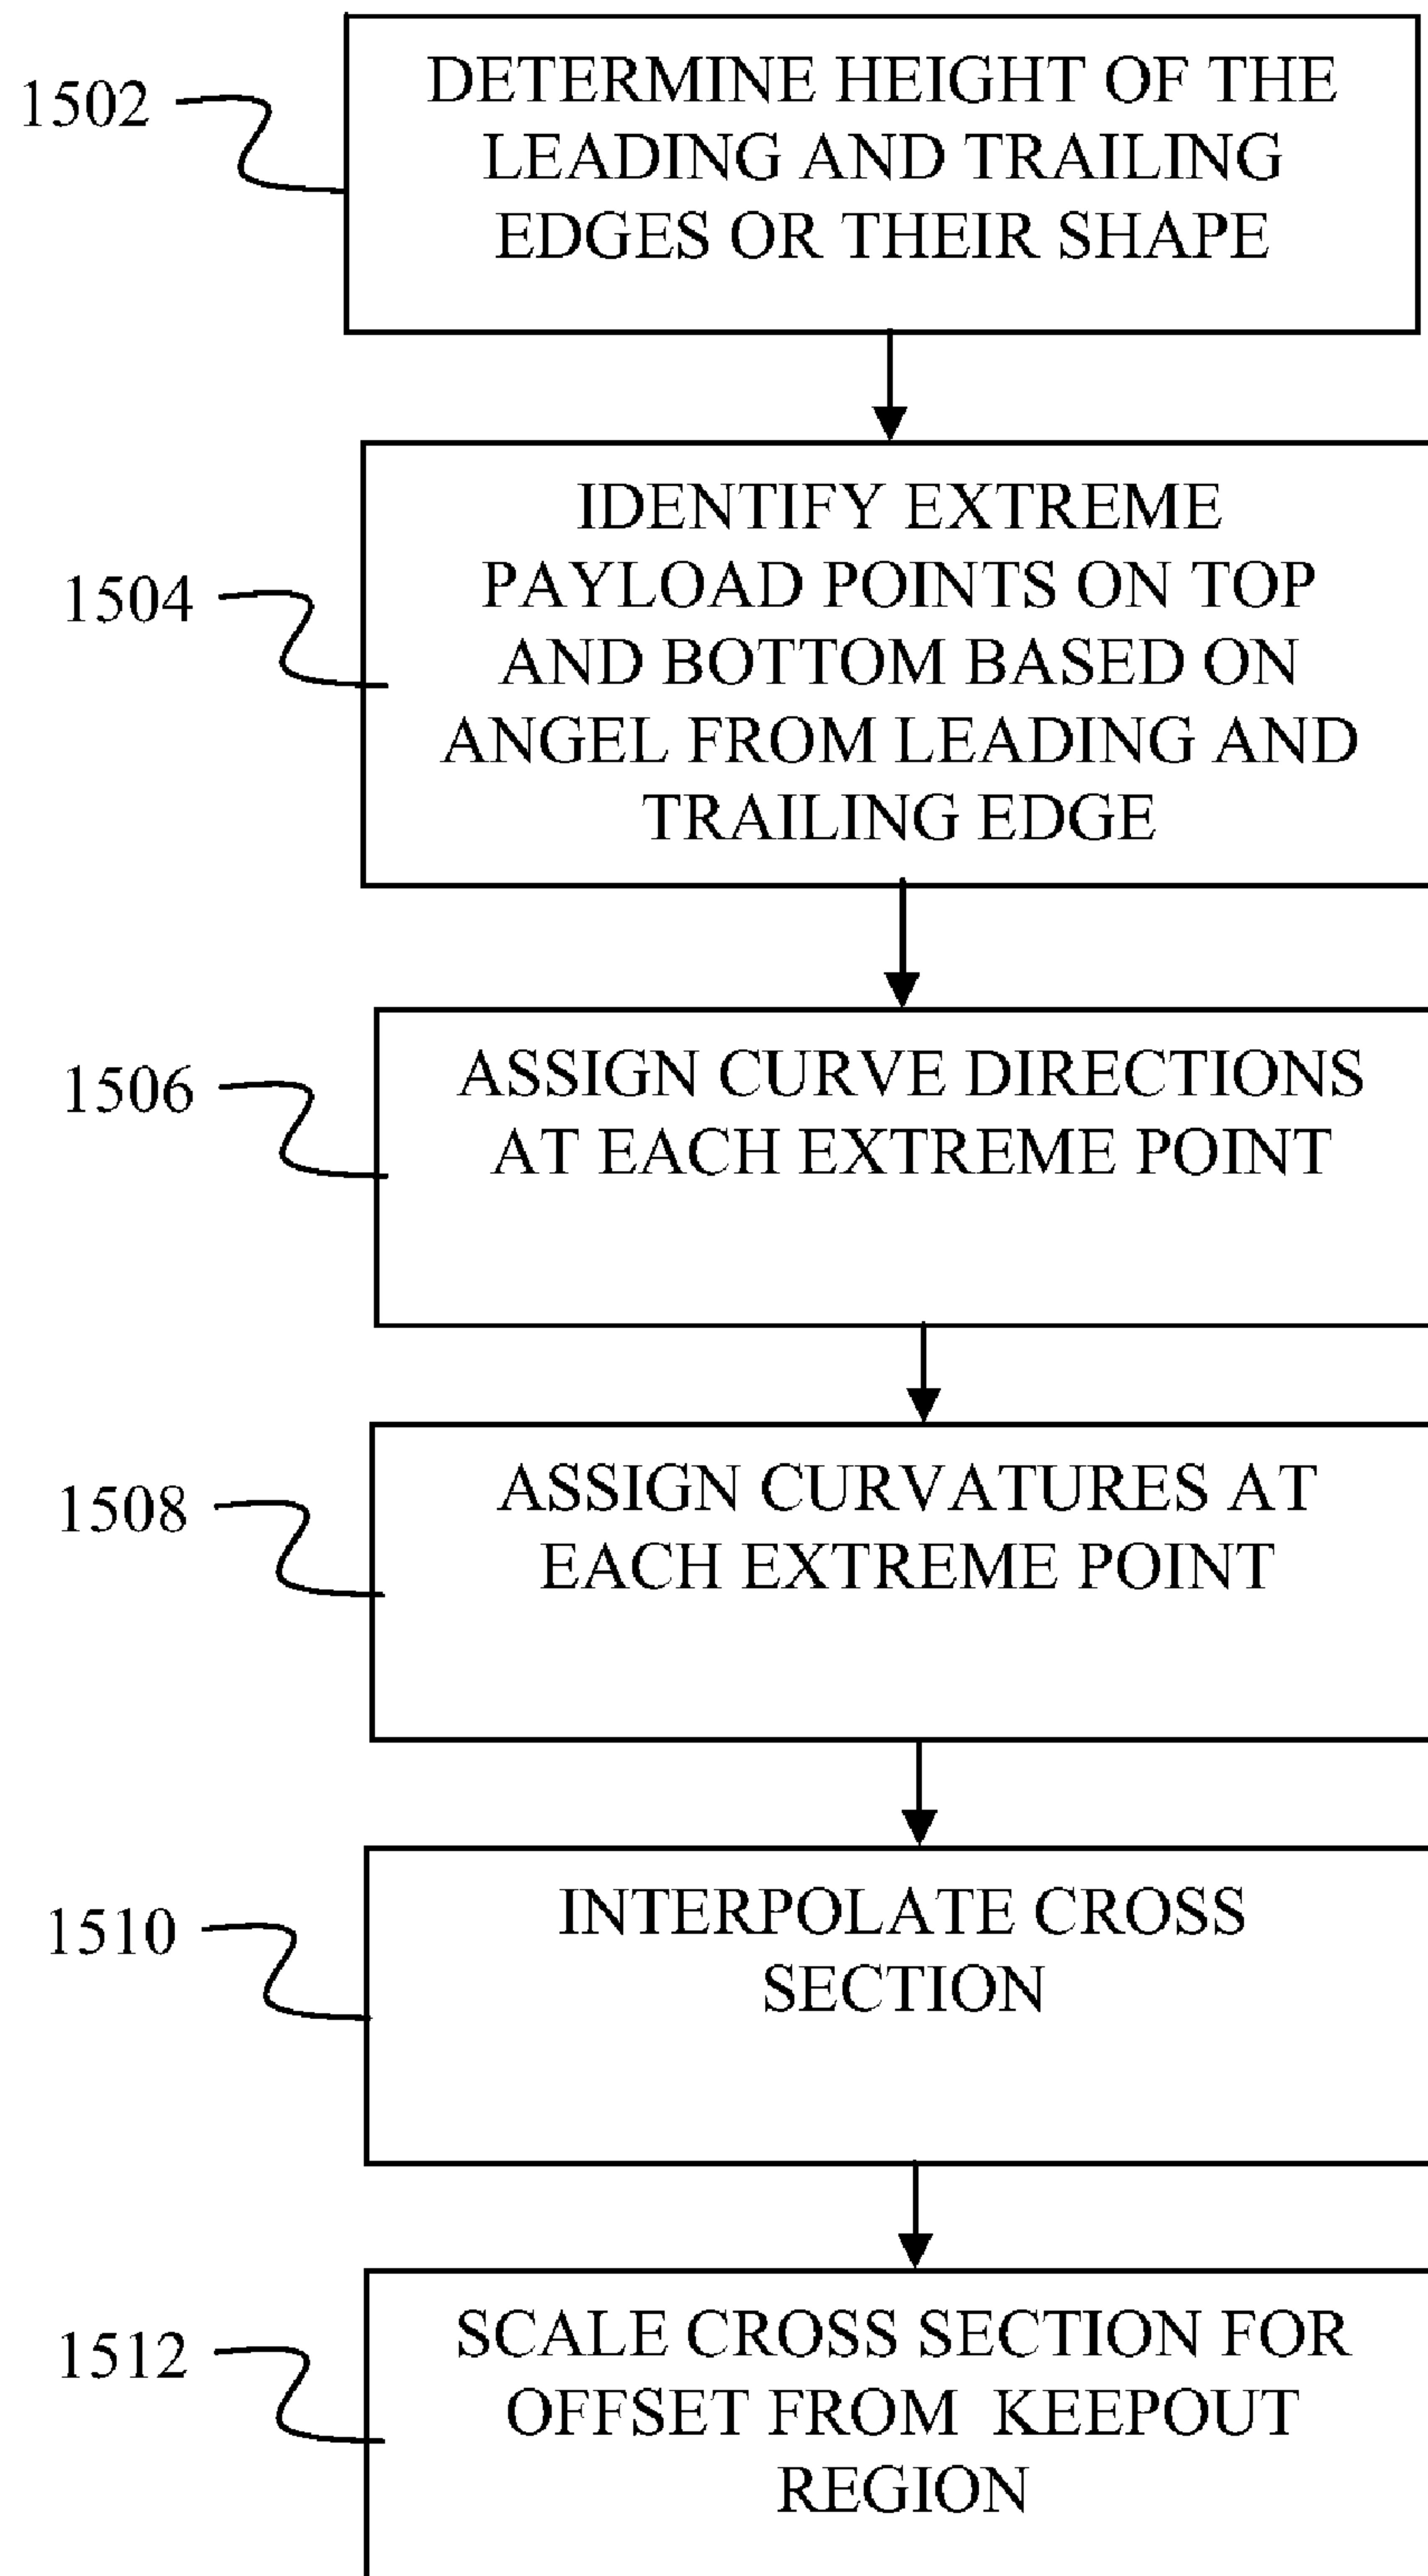 1502
DETERMINE HEIGHT OF THE
LEADING AND TRAILING
EDGES OR THEIR SHAPE
1504
IDENTIFY EXTREME
PAYLOAD POINTS ON TOP
AND BOTTOM BASED ON
ANGEL FROM LEADING AND
TRAILING EDGE
1506
ASSIGN CURVE DIRECTIONS
AT EACH EXTREME POINT
1508
ASSIGN CURVATURES AT
EACH EXTREME POINT
1510
INTERPOLATE CROSS
SECTION
1512
SCALE CROSS SECTION FOR
OFFSET FROM KEEPOUT
REGION